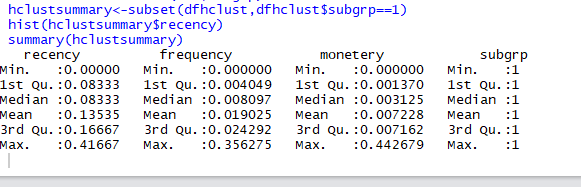 hclustsummary<-subset(dfhclust,dfhclust$subgrp==1)
hist(hclustsummary$recency)
summary(hclustsummary)
recency frequency monetery subgrp
Min. :0.00000 Min. :0.000000 Min. :0.000000 Min. :1
1st Qu.:0.08333 1st Qu.:0.004049 1st Qu.:0.001370 1st Qu.:1
Median :0.08333 Median :0.008097 Median :0.003125 Median :1
Mean :0.13535 Mean :0.019025 Mean :0.007228 Mean :1
3rd Qu.:0.16667 3rd Qu.:0.024292 3rd Qu.:0.007162 3rd Qu.:1
Max. :0.41667 Max. :0.356275 Max. :0.442679 Max. :1